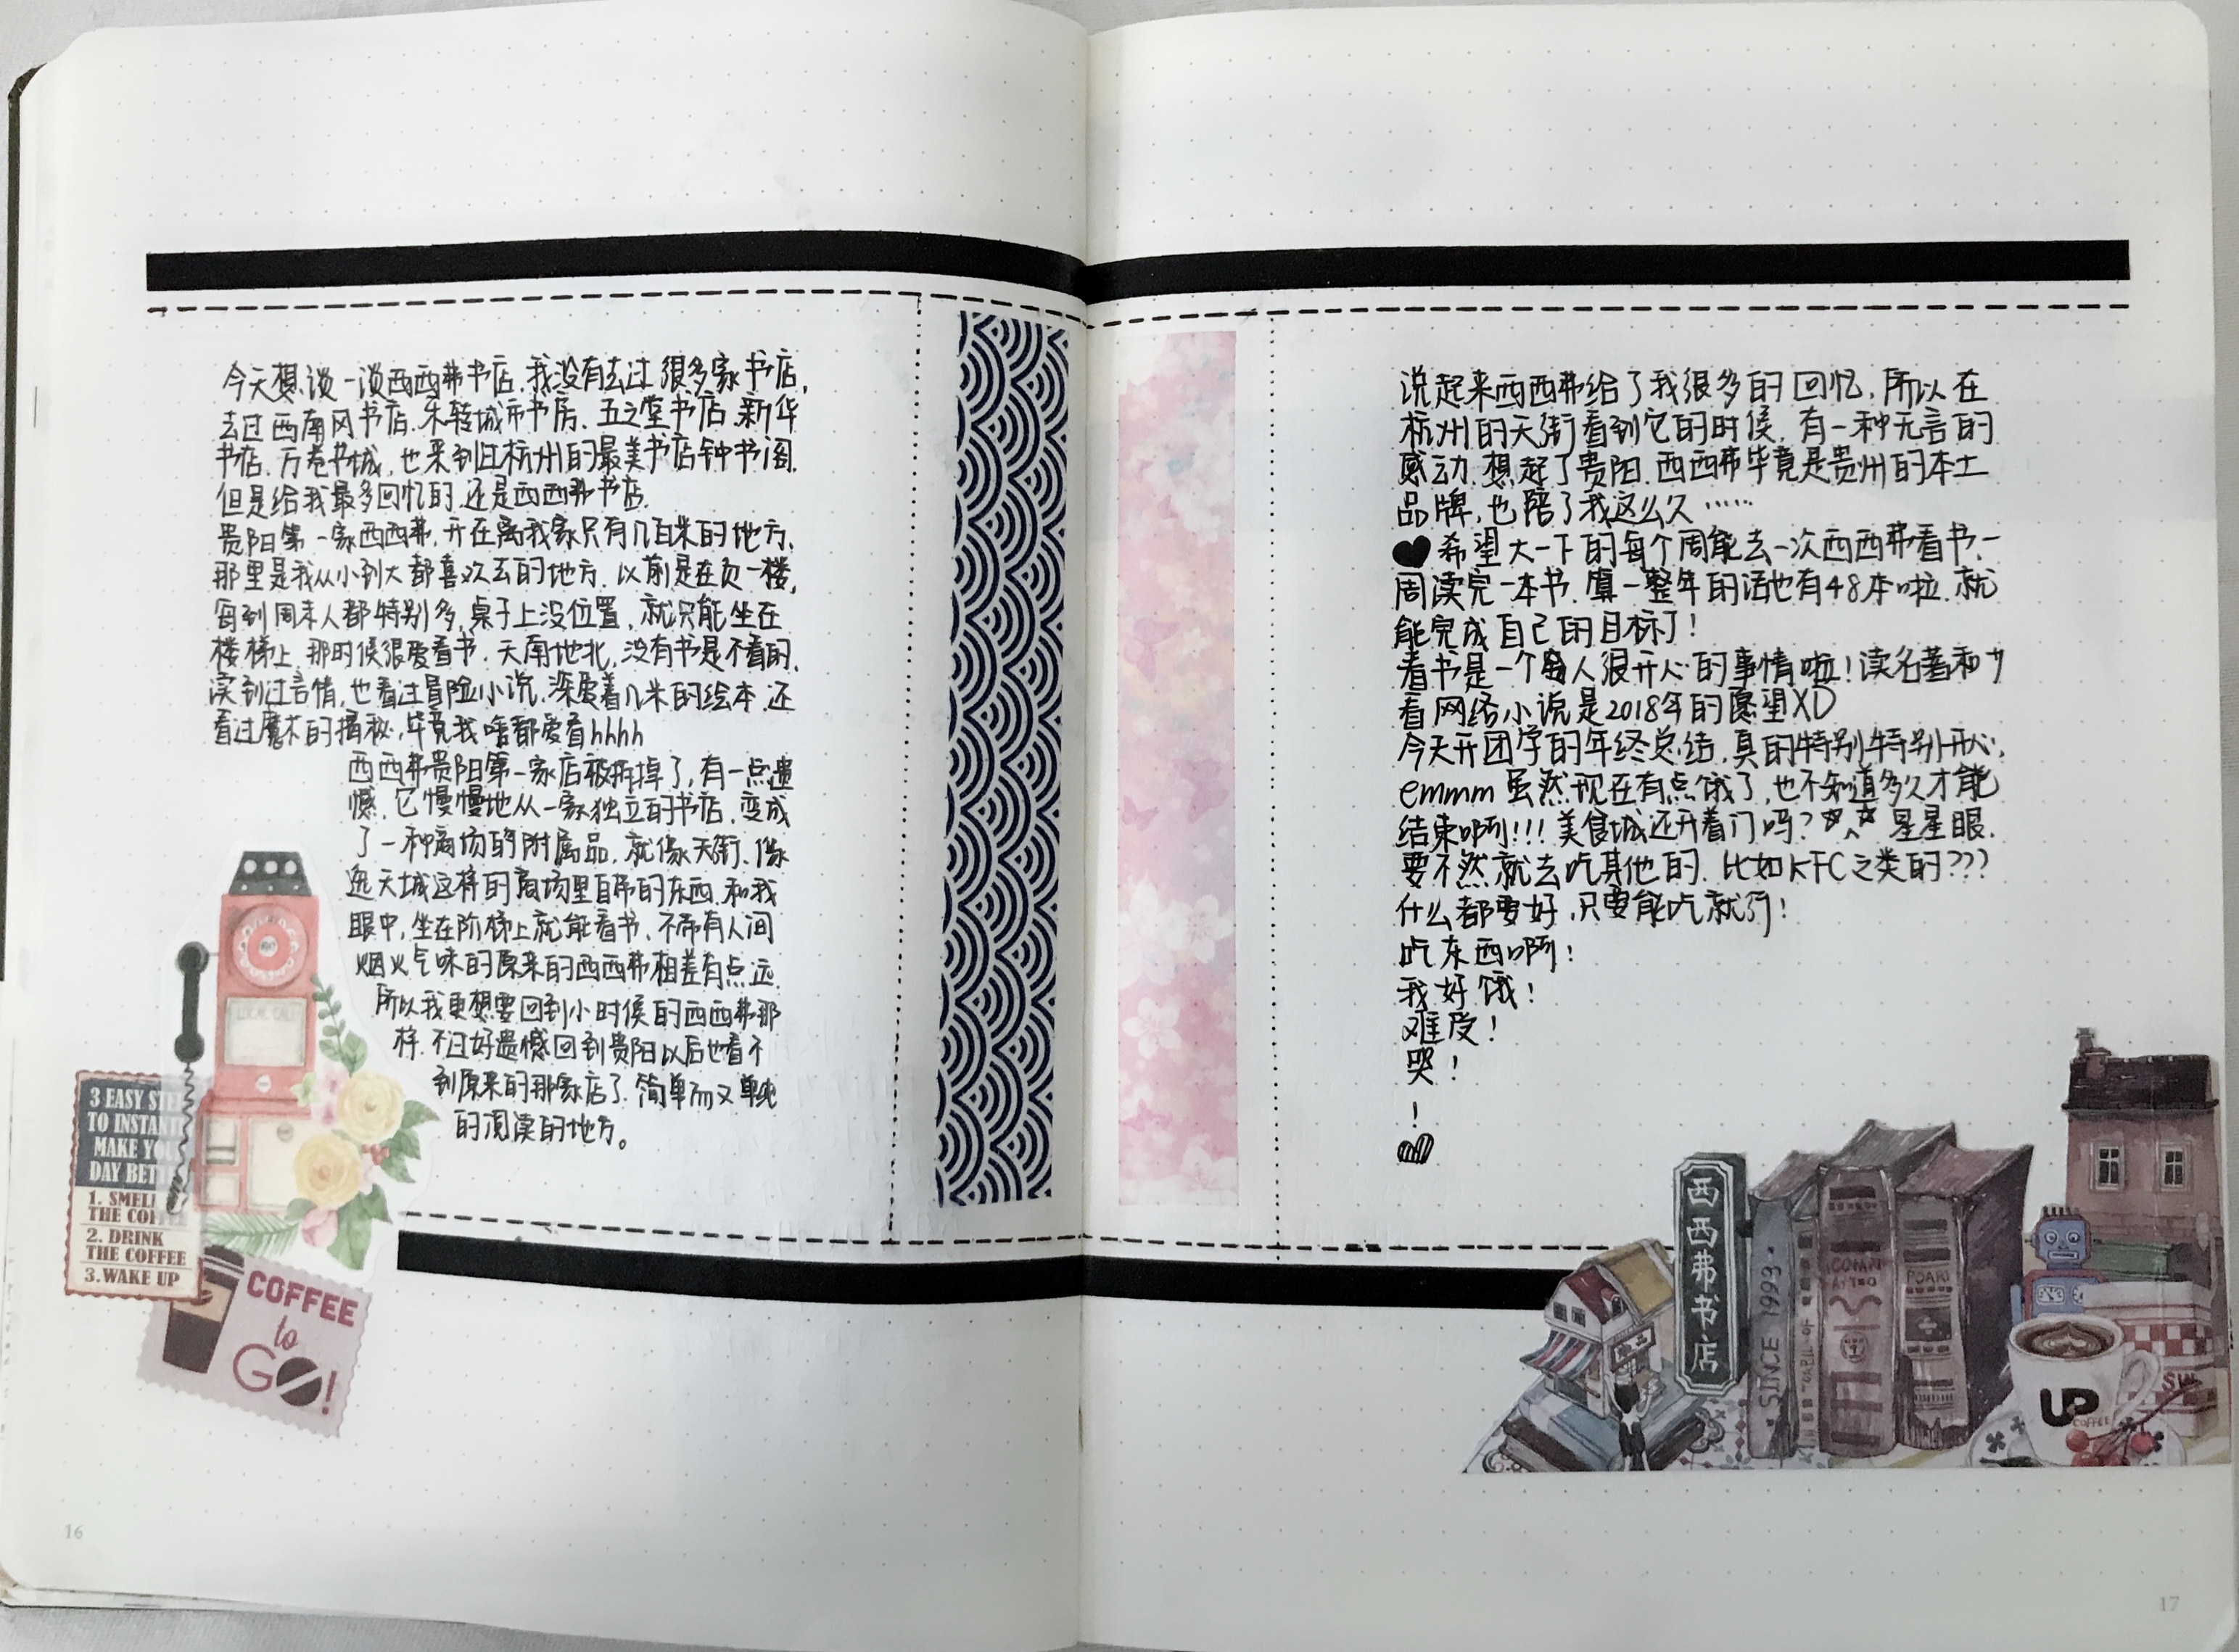 今天想谈一谈西西弗书店.我没有去过很多家书店,
去过西南风书店.朵转城市书房.五之堂书店.新华
书店.万卷书城,也来到过杭州的最美书店钟书阁.
但是给我最多回忆的.还是西西弗书店.
贵阳第一家西西弗,开在离我家只有几百米的地方.
那里是我从小到大都喜欢去的地方.以前是在负一楼,
每到周末人都特别多,桌子上没位置,就只能坐在
楼梯上.那时候很爱看书.天南地北,没有书是不看的.
读到过言情,也看过冒险小说.深爱着几米的绘本.还
看过魔术的揭秘,毕竟我啥都爱看hhhh
西西弗贵阳第一家店被拆掉了,有一点遗
憾.它慢慢地从一家独立的书店,变成
了一种商场的附属品.就像天街.像
逸天城这样的商场里自带的东西.和我
眼中,坐在阶梯上就能看书.不带有人间
烟火气味的原来的西西弗相差有点远.
所以我更想要回到小时候的西西弗那
样.不过好遗憾回到贵阳以后也看不
到原来的那家店了.简单而又单纯
的阅读的地方。
3 EASY STE
TO INSTANT
MAKE YO
DAY BET
1. SMELL
THE COFFEE
2. DRINK
THE COFFEE
3. WAKE UP
LOCAL CALL
COFFEE
to
GO!
16
说起来西西弗给了我很多的回忆,所以在
杭州的天街看到它的时候,有一种无言的
感动.想起了贵阳.西西弗毕竟是贵州的本土
品牌,也陪了我这么久……
希望大一下的每个周能去一次西西弗看书.一
周读完一本书.算一整年的话也有48本啦.就
能完成自己的目标了!
看书是一个令人很开心的事情啦!读名著和少
看网络小说是2018年的愿望XD
今天开团学的年终总结.真的特别特别开心,
emmm 虽然现在有点饿了,也不知道多久才能
结束啊!!!美食城还开着门吗?☆^☆ 星星眼.
要不然就去吃其他的.比如KFC之类的???
什么都要好,只要能吃就行!
吃东西啊!
我好饿!
难受!
哭!
!
西西弗书店
SINCE 1993
UP
COFFEE
17